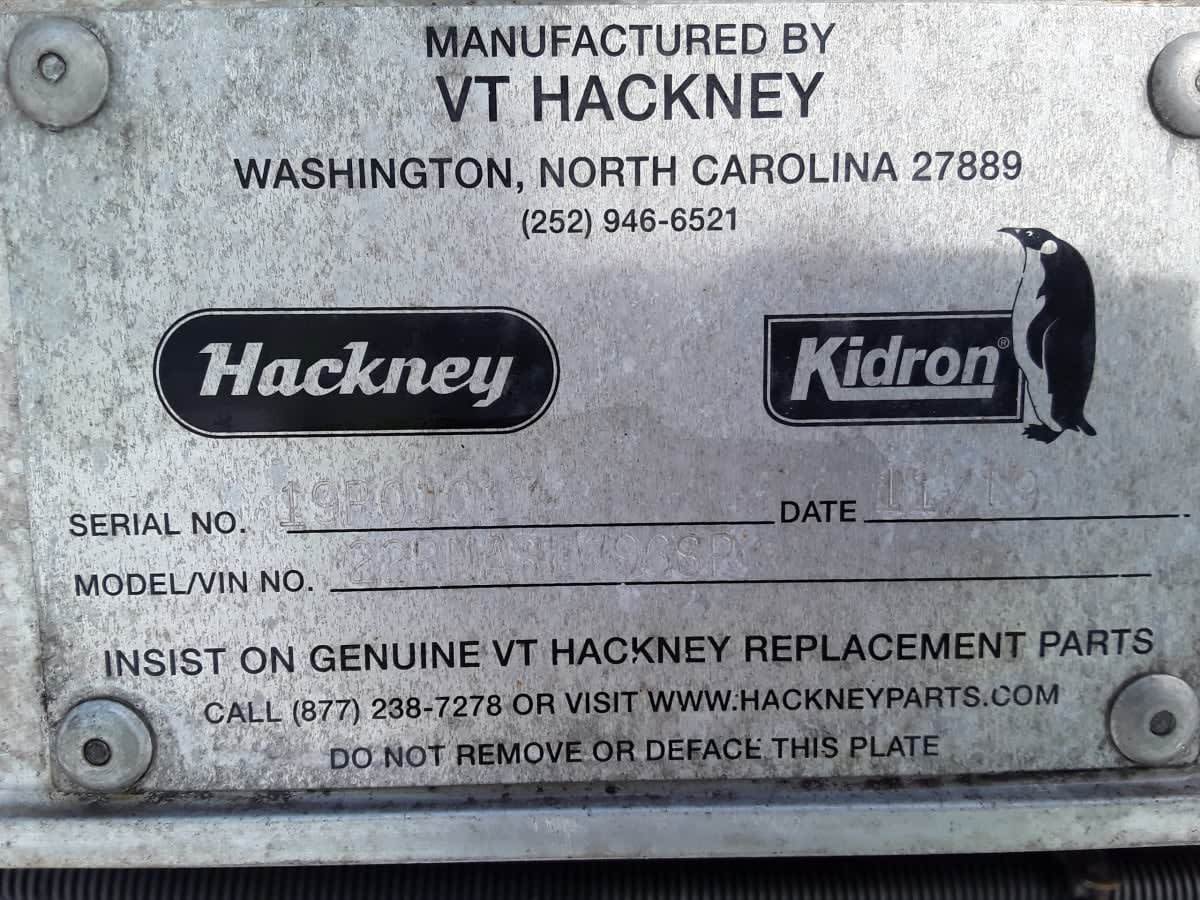 MANUFACTURED BY
VT HACKNEY
WASHINGTON, NORTH CAROLINA 27889
(252) 946-6521
Hackney
Kidron®
SERIAL NO. DATE
MODEL/VIN NO.
INSIST ON GENUINE VT HACKNEY REPLACEMENT PARTS
CALL (877) 238-7278 OR VISIT WWW.HACKNEYPARTS.COM
DO NOT REMOVE OR DEFACE THIS PLATE